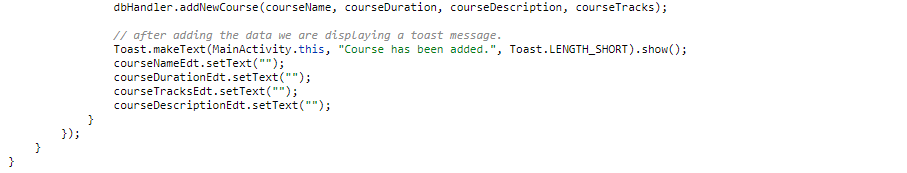 dbHandler.addNewCourse(courseName, courseDuration, courseDescription, courseTracks);
// after adding the data we are displaying a toast message.
Toast.makeText(MainActivity.this, "Course has been added.", Toast.LENGTH_SHORT).show();
courseNameEdt.setText("");
courseDurationEdt.setText("");
courseTracksEdt.setText("");
courseDescriptionEdt.setText("");
}
});
}
}